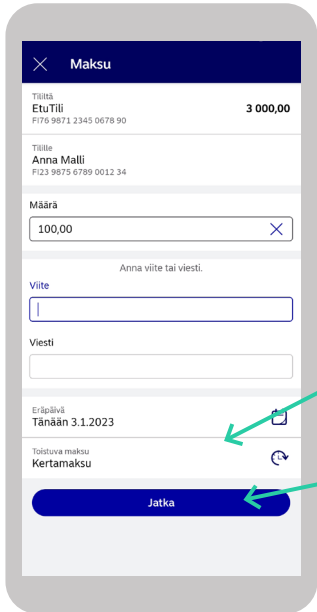 Maksu
Tililtä
EtuTili 3 000,00
FI76 9871 2345 0678 90
Tilille
Anna Malli
FI23 9875 6789 0012 34
Määrä
100,00
Anna viite tai viesti.
Viite
Viesti
Eräpäivä
Tänään 3.1.2023
Toistuva maksu
Kertamaksu
Jatka